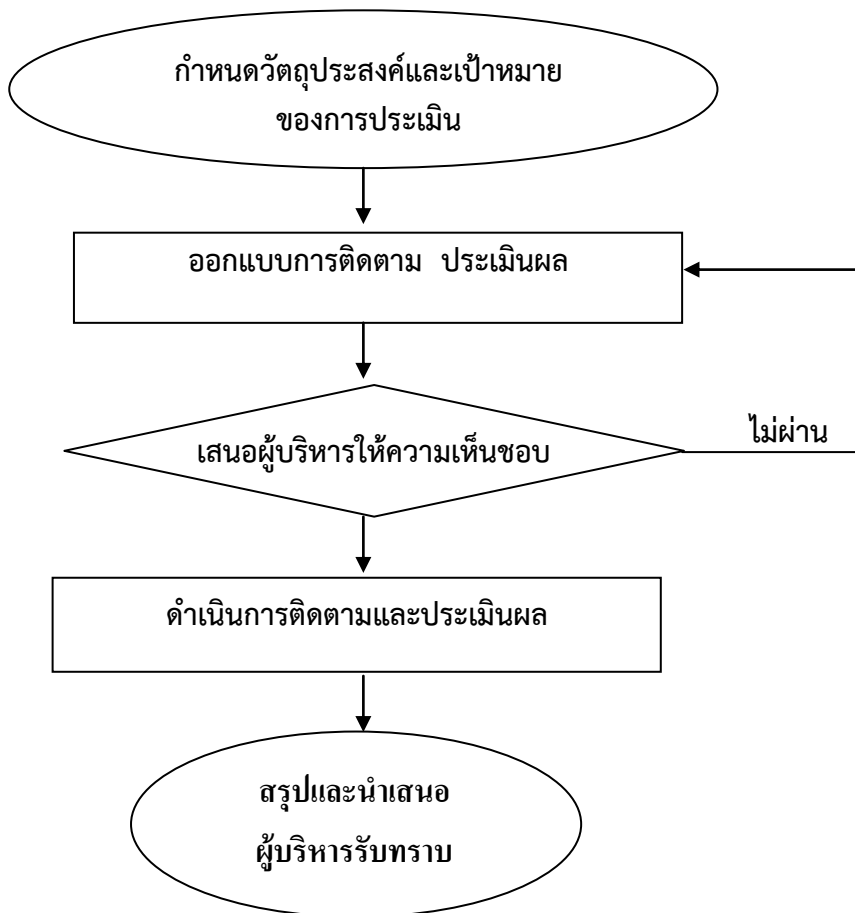 กำหนดวัตถุประสงค์และเป้าหมาย
ของการประเมิน
ออกแบบการติดตาม ประเมินผล
เสนอผู้บริหารให้ความเห็นชอบ
ไม่ผ่าน
ดำเนินการติดตามและประเมินผล
สรุปและนำเสนอ
ผู้บริหารรับทราบ